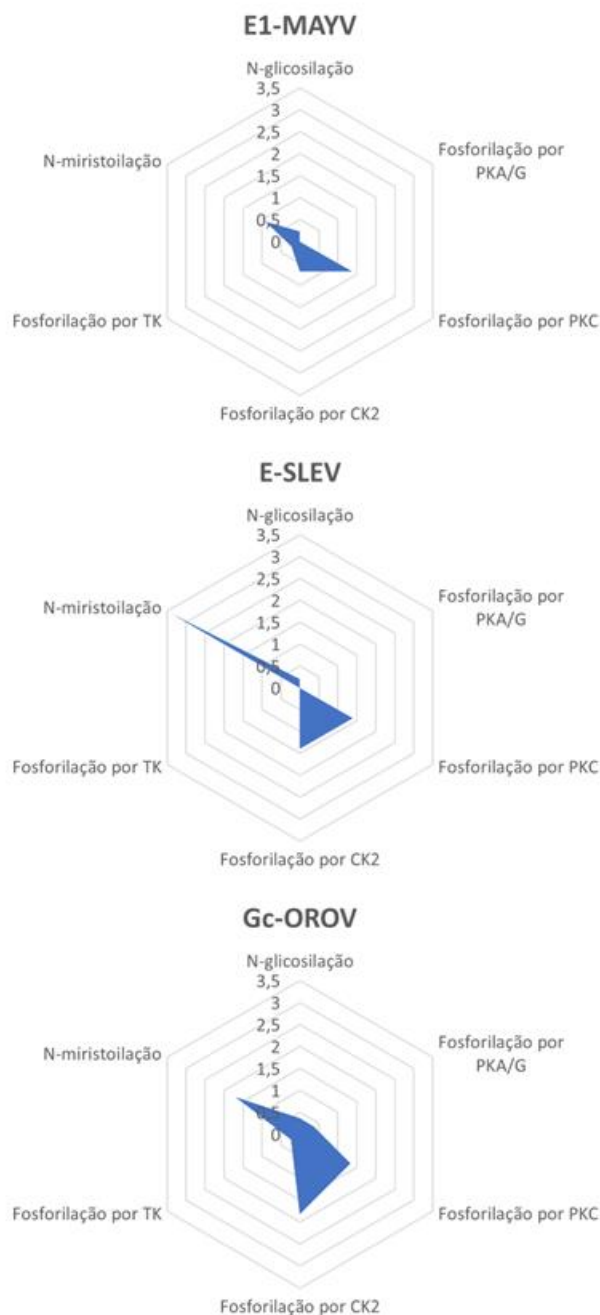 E1-MAYV
N-glicosilação
3,5
3
2,5
2
1,5
1
0,5
0
Fosforilação por
PKA/G
Fosforilação por PKC
Fosforilação por CK2
Fosforilação por TK
N-miristoilação
E-SLEV
N-glicosilação
3,5
3
2,5
2
1,5
1
0,5
0
Fosforilação por
PKA/G
Fosforilação por PKC
Fosforilação por CK2
Fosforilação por TK
N-miristoilação
Gc-OROV
N-glicosilação
3,5
3
2,5
2
1,5
1
0,5
0
Fosforilação por
PKA/G
Fosforilação por PKC
Fosforilação por CK2
Fosforilação por TK
N-miristoilação